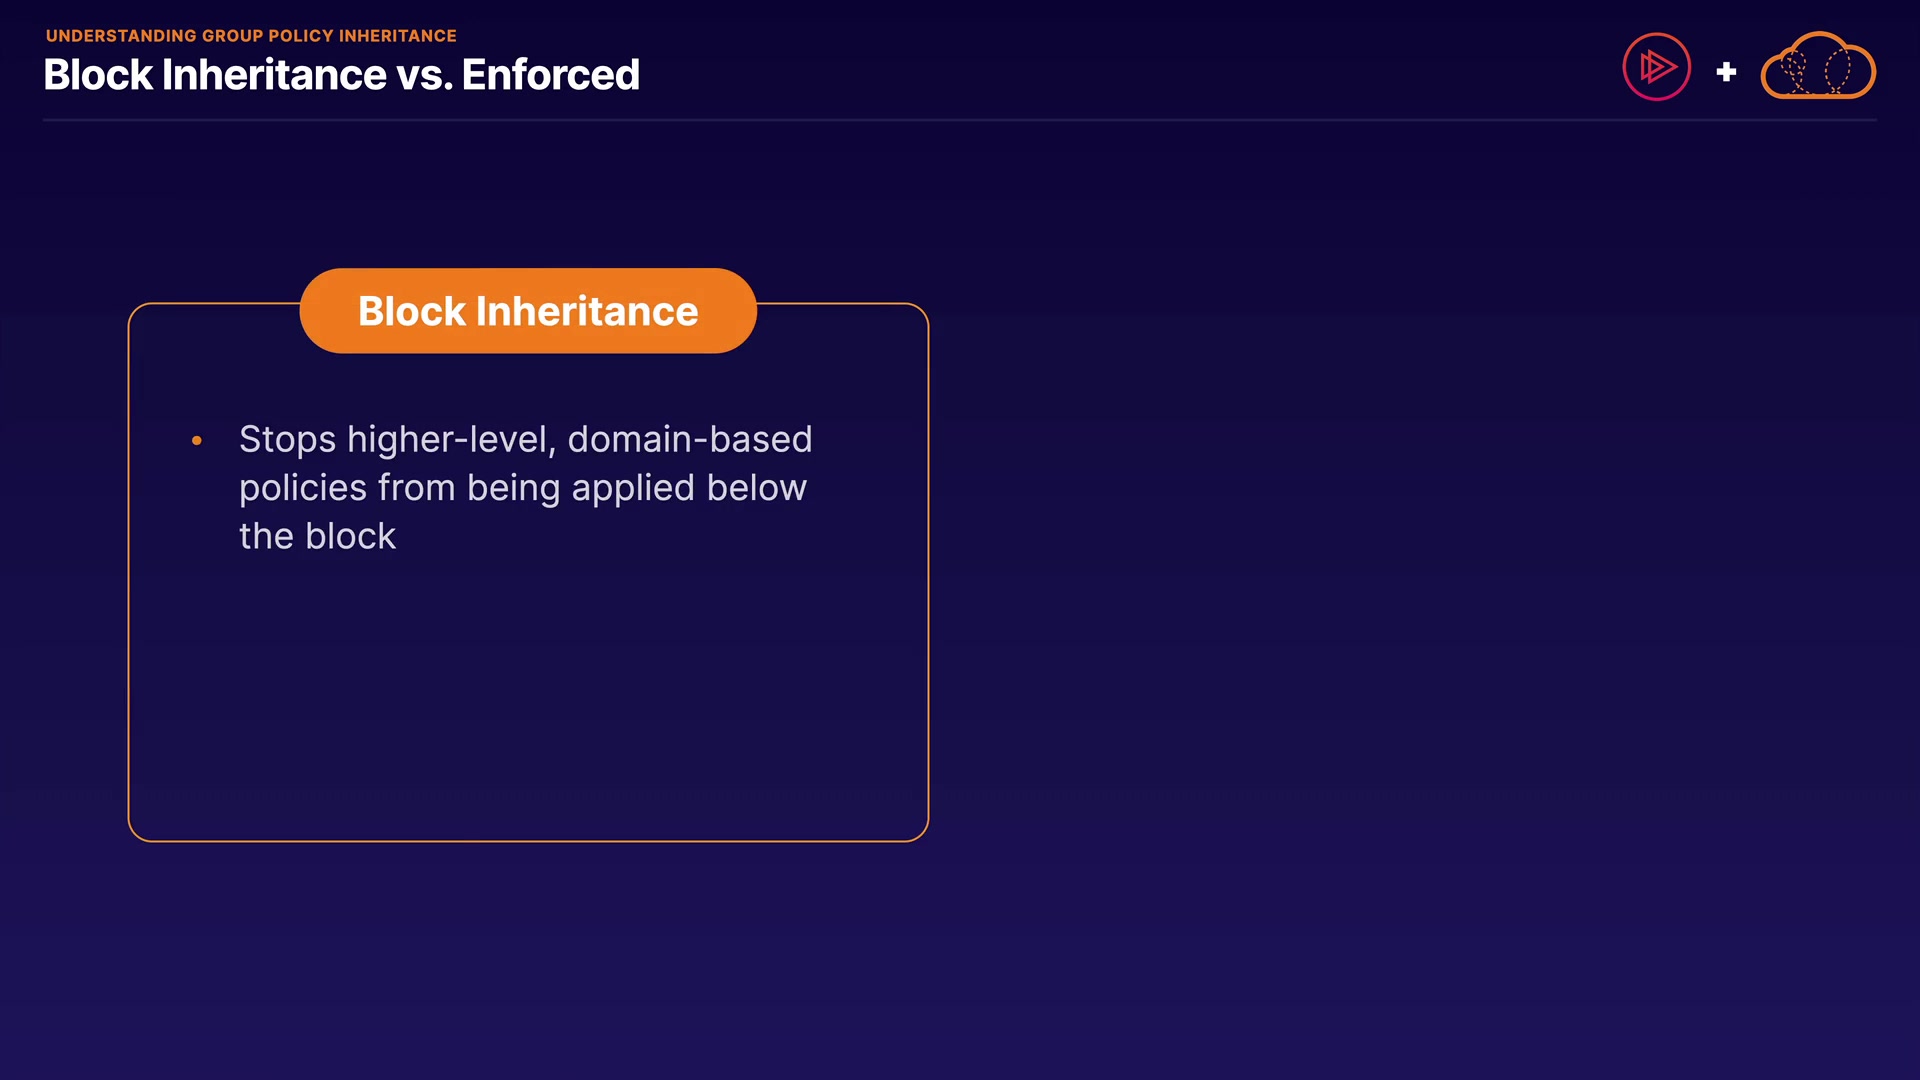 UNDERSTANDING GROUP POLICY INHERITANCE
Block Inheritance vs. Enforced
Block Inheritance
• Stops higher-level, domain-based
policies from being applied below
the block